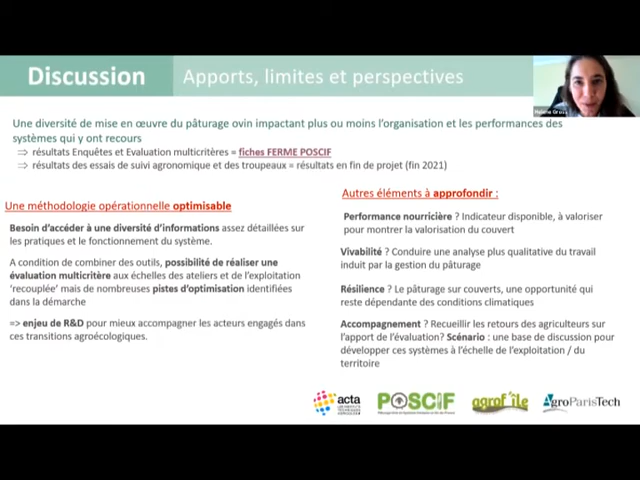 Discussion
Apports, limites et perspectives
Une diversité de mise en œuvre du pâturage ovin impactant plus ou moins l'organisation et les performances des
systèmes qui y ont recours
⇒ résultats Enquêtes et Evaluation multicritères = fiches FERME POSCIF
⇒ résultats des essais de suivi agronomique et des troupeaux = résultats en fin de projet (fin 2021)
Une méthodologie opérationnelle optimisable
Besoin d'accéder à une diversité d'informations assez détaillées sur
les pratiques et le fonctionnement du système.
A condition de combiner des outils, possibilité de réaliser une
évaluation multicritère aux échelles des ateliers et de l'exploitation
'recouplée' mais de nombreuses pistes d'optimisation identifiées
dans la démarche
=> enjeu de R&D pour mieux accompagner les acteurs engagés dans
ces transitions agroécologiques.
Autres éléments à approfondir :
Performance nourricière ? Indicateur disponible, à valoriser
pour montrer la valorisation du couvert
Vivabilité ? Conduire une analyse plus qualitative du travail
induit par la gestion du pâturage
Résilience ? Le pâturage sur couverts, une opportunité qui
reste dépendante des conditions climatiques
Accompagnement ? Recueillir les retours des agriculteurs sur
l'apport de l'évaluation? Scénario : une base de discussion pour
développer ces systèmes à l'échelle de l'exploitation / du
territoire
acta
POSCIF
agrof'île
AgroParisTech